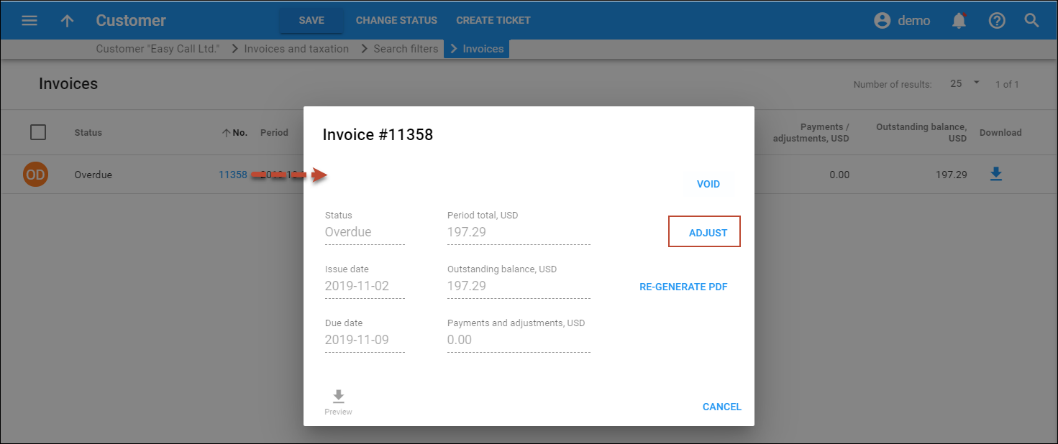 Customer SAVE CHANGE STATUS CREATE TICKET demo
Customer "Easy Call Ltd." Invoices and taxation Search filters Invoices
Invoices Number of results: 25 1 of 1
Status No. Period Payments / adjustments, USD Outstanding balance, USD Download
OD Overdue 11358 0.00 197.29
Invoice #11358
VOID
Status Period total, USD
Overdue 197.29 ADJUST
Issue date Outstanding balance, USD
2019-11-02 197.29 RE-GENERATE PDF
Due date Payments and adjustments, USD
2019-11-09 0.00
Preview CANCEL